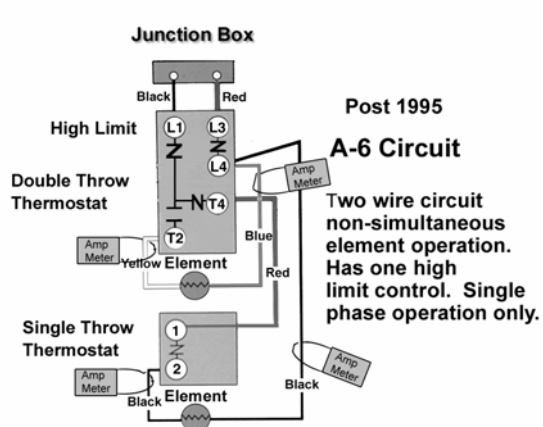 Junction Box
Black
Red
Post 1995
High Limit
L1
L3
A-6 Circuit
L4
Amp
Meter
Double Throw
Thermostat
T4
T2
Two wire circuit
non-simultaneous
element operation.
Has one high
limit control. Single
phase operation only.
Amp
Meter
Blue
Yellow
Element
Red
Single Throw
Thermostat
1
2
Amp
Meter
Amp
Meter
Black
Black
Element